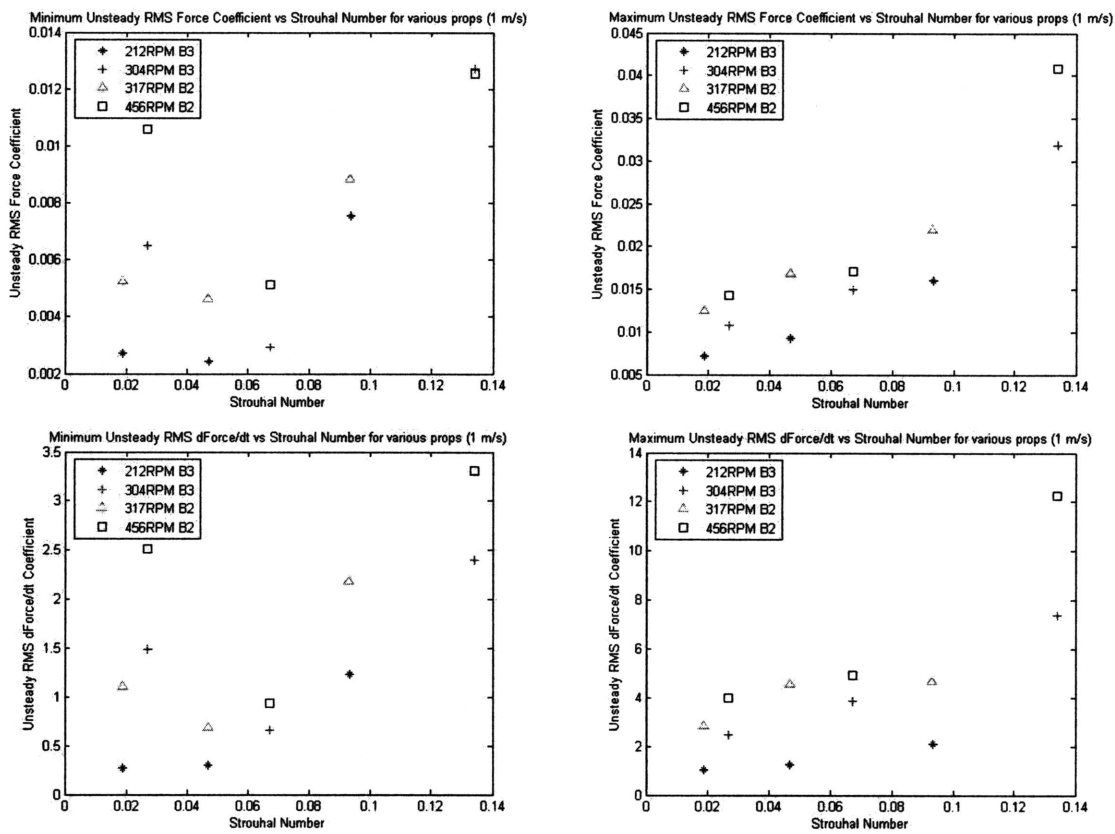 Minimum Unsteady RMS Force Coefficient vs Strouhal Number for various props (1 m/s)
0.014
0.012
0.01
0.008
0.006
0.004
0.002
Unsteady RMS Force Coefficient
212RPM B3
304RPM B3
317RPM B2
456RPM B2
0 0.02 0.04 0.06 0.08 0.1 0.12 0.14
Strouhal Number
Maximum Unsteady RMS Force Coefficient vs Strouhal Number for various props (1 m/s)
0.045
0.04
0.035
0.03
0.025
0.02
0.015
0.01
0.005
Unsteady RMS Force Coefficient
212RPM B3
304RPM B3
317RPM B2
456RPM B2
0 0.02 0.04 0.06 0.08 0.1 0.12 0.14
Strouhal Number
Minimum Unsteady RMS dForce/dt vs Strouhal Number for various props (1 m/s)
3.5
3
2.5
2
1.5
1
0.5
0
Unsteady RMS dForce/dt Coefficient
212RPM B3
304RPM B3
317RPM B2
456RPM B2
0 0.02 0.04 0.06 0.08 0.1 0.12 0.14
Strouhal Number
Maximum Unsteady RMS dForce/dt vs Strouhal Number for various props (1 m/s)
14
12
10
8
6
4
2
0
Unsteady RMS dForce/dt Coefficient
212RPM B3
304RPM B3
317RPM B2
456RPM B2
0 0.02 0.04 0.06 0.08 0.1 0.12 0.14
Strouhal Number